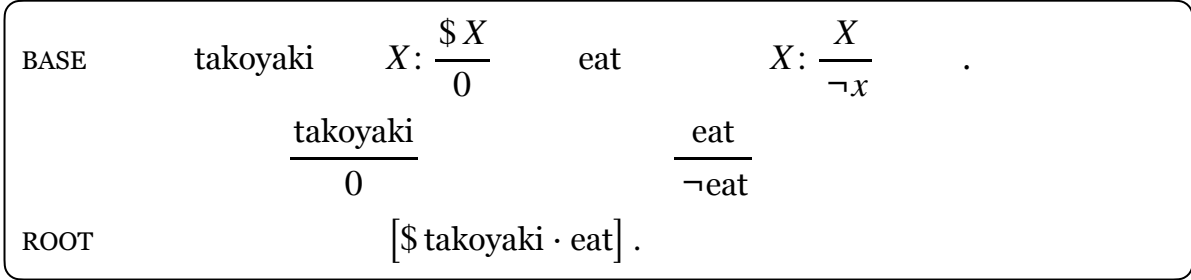 BASE takoyaki X: $ X / 0 eat X: X / ¬x .
takoyaki / 0 eat / ¬eat
ROOT [$ takoyaki · eat] .